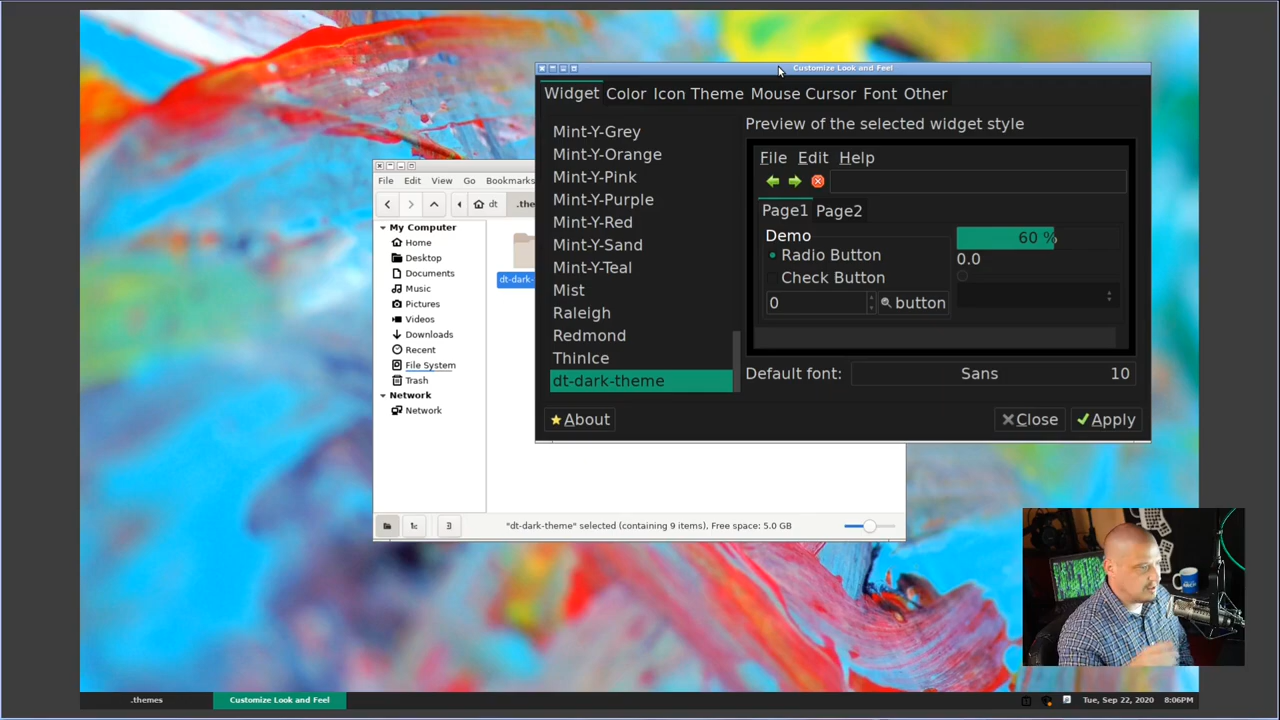 Customize Look and Feel
Widget Color Icon Theme Mouse Cursor Font Other
Mint-Y-Grey
Mint-Y-Orange
Mint-Y-Pink
Mint-Y-Purple
Mint-Y-Red
Mint-Y-Sand
Mint-Y-Teal
Mist
Raleigh
Redmond
ThinIce
dt-dark-theme
Preview of the selected widget style
File Edit Help
Page1 Page2
Demo
Radio Button
Check Button
0
button
60 %
0.0
Default font: Sans 10
About
Close
Apply
File Edit View Go Bookmarks
dt .the
My Computer
Home
Desktop
Documents
Music
Pictures
Videos
Downloads
Recent
File System
Trash
Network
Network
dt-dark-
"dt-dark-theme" selected (containing 9 items), Free space: 5.0 GB
.themes
Customize Look and Feel
Tue, Sep 22, 2020 8:06PM